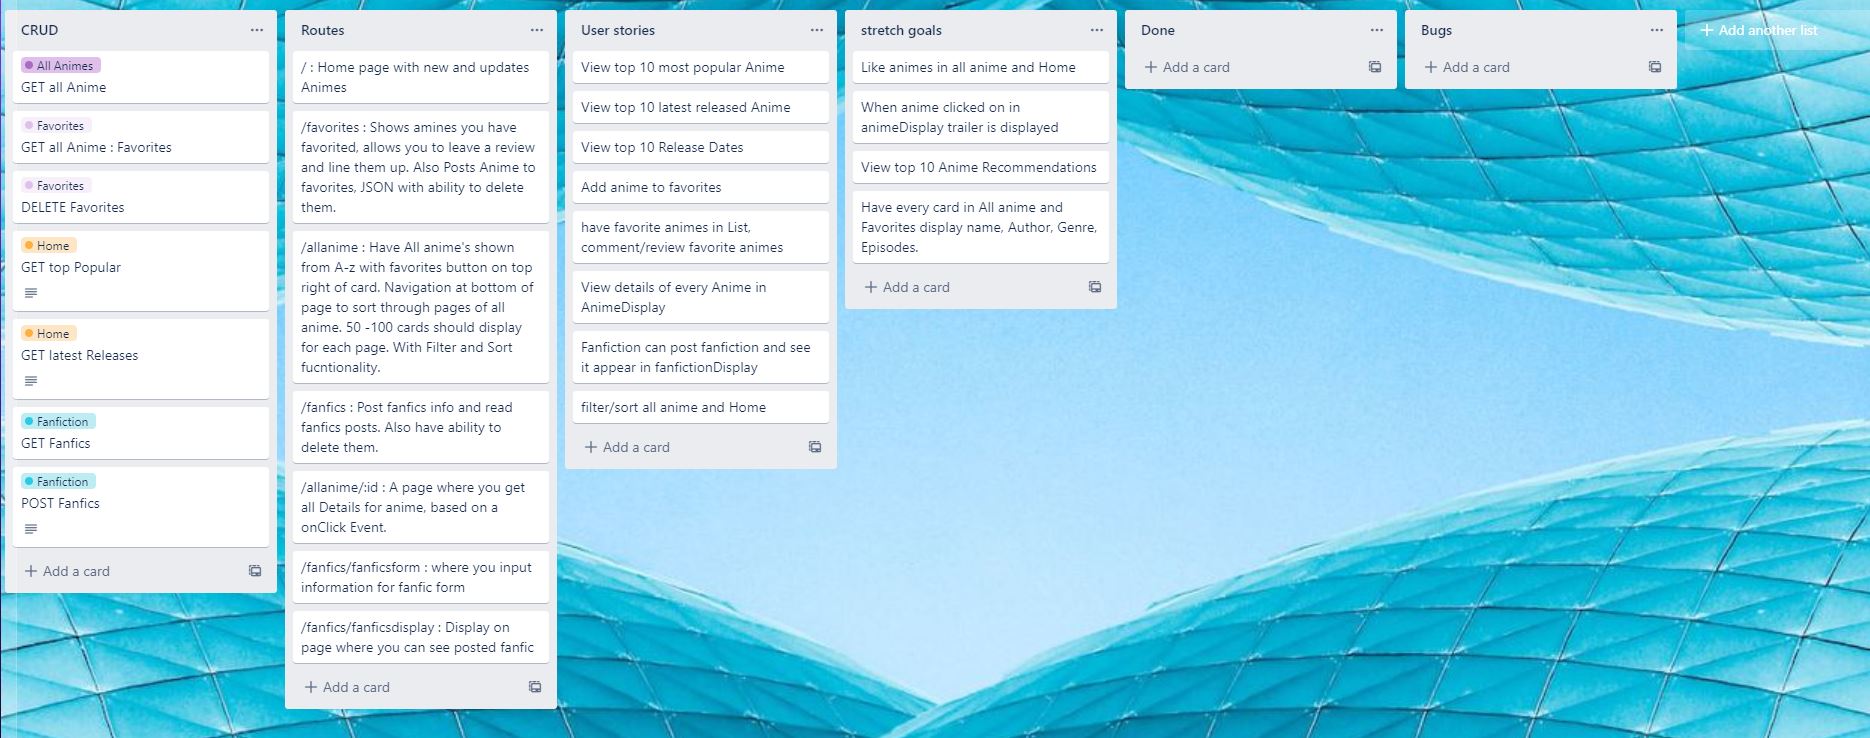 CRUD
All Animes
GET all Anime
Favorites
GET all Anime : Favorites
Favorites
DELETE Favorites
Home
GET top Popular
Home
GET latest Releases
Fanfiction
GET Fanfics
Fanfiction
POST Fanfics
+ Add a card
Routes
/ : Home page with new and updates
Animes
/favorites : Shows amines you have
favorited, allows you to leave a review
and line them up. Also Posts Anime to
favorites, JSON with ability to delete
them.
/allanime : Have All anime's shown
from A-z with favorites button on top
right of card. Navigation at bottom of
page to sort through pages of all
anime. 50 -100 cards should display
for each page. With Filter and Sort
fucntionality.
/fanfics : Post fanfics info and read
fanfics posts. Also have ability to
delete them.
/allanime/:id : A page where you get
all Details for anime, based on a
onClick Event.
/fanfics/fanficsform : where you input
information for fanfic form
/fanfics/fanficsdisplay : Display on
page where you can see posted fanfic
+ Add a card
User stories
View top 10 most popular Anime
View top 10 latest released Anime
View top 10 Release Dates
Add anime to favorites
have favorite animes in List,
comment/review favorite animes
View details of every Anime in
AnimeDisplay
Fanfiction can post fanfiction and see
it appear in fanfictionDisplay
filter/sort all anime and Home
+ Add a card
stretch goals
Like animes in all anime and Home
When anime clicked on in
animeDisplay trailer is displayed
View top 10 Anime Recommendations
Have every card in All anime and
Favorites display name, Author, Genre,
Episodes.
+ Add a card
Done
+ Add a card
Bugs
+ Add a card
+ Add another list